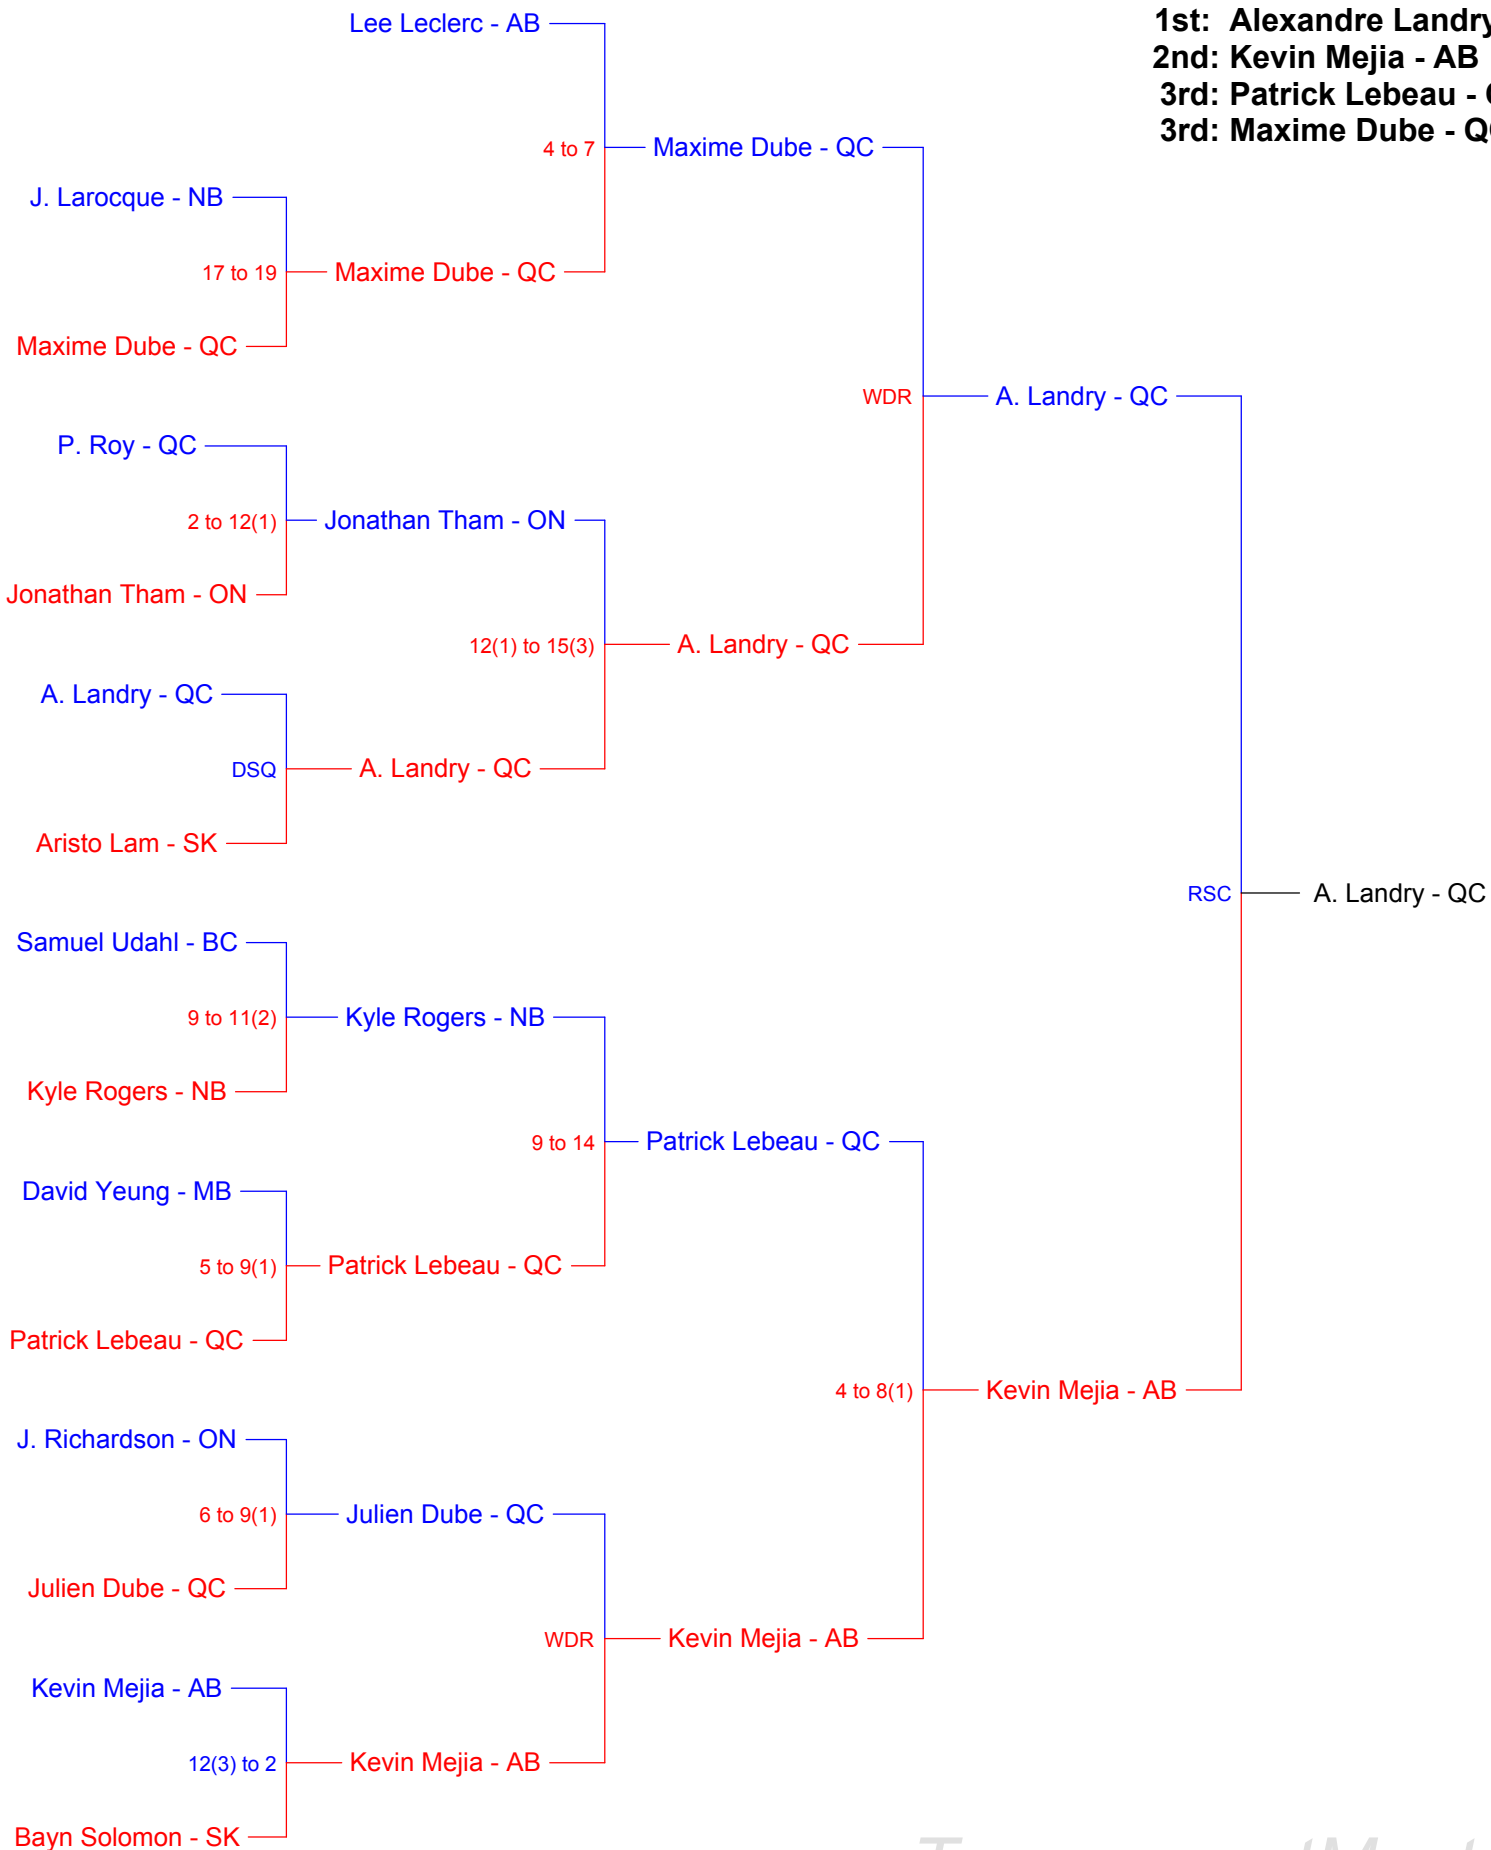 Lee Leclerc - AB
1st: Alexandre Landry
2nd: Kevin Mejia - AB
3rd: Patrick Lebeau -
3rd: Maxime Dube -
4 to 7
Maxime Dube - QC
J. Larocque - NB
17 to 19
Maxime Dube - QC
Maxime Dube - QC
WDR
A. Landry - QC
P. Roy - QC
2 to 12(1)
Jonathan Tham - ON
Jonathan Tham - ON
12(1) to 15(3)
A. Landry - QC
A. Landry - QC
DSQ
A. Landry - QC
Aristo Lam - SK
RSC
A. Landry - QC
Samuel Udahl - BC
9 to 11(2)
Kyle Rogers - NB
Kyle Rogers - NB
9 to 14
Patrick Lebeau - QC
David Yeung - MB
5 to 9(1)
Patrick Lebeau - QC
Patrick Lebeau - QC
4 to 8(1)
Kevin Mejia - AB
J. Richardson - ON
6 to 9(1)
Julien Dube - QC
Julien Dube - QC
WDR
Kevin Mejia - AB
Kevin Mejia - AB
12(3) to 2
Kevin Mejia - AB
Bayn Solomon - SK